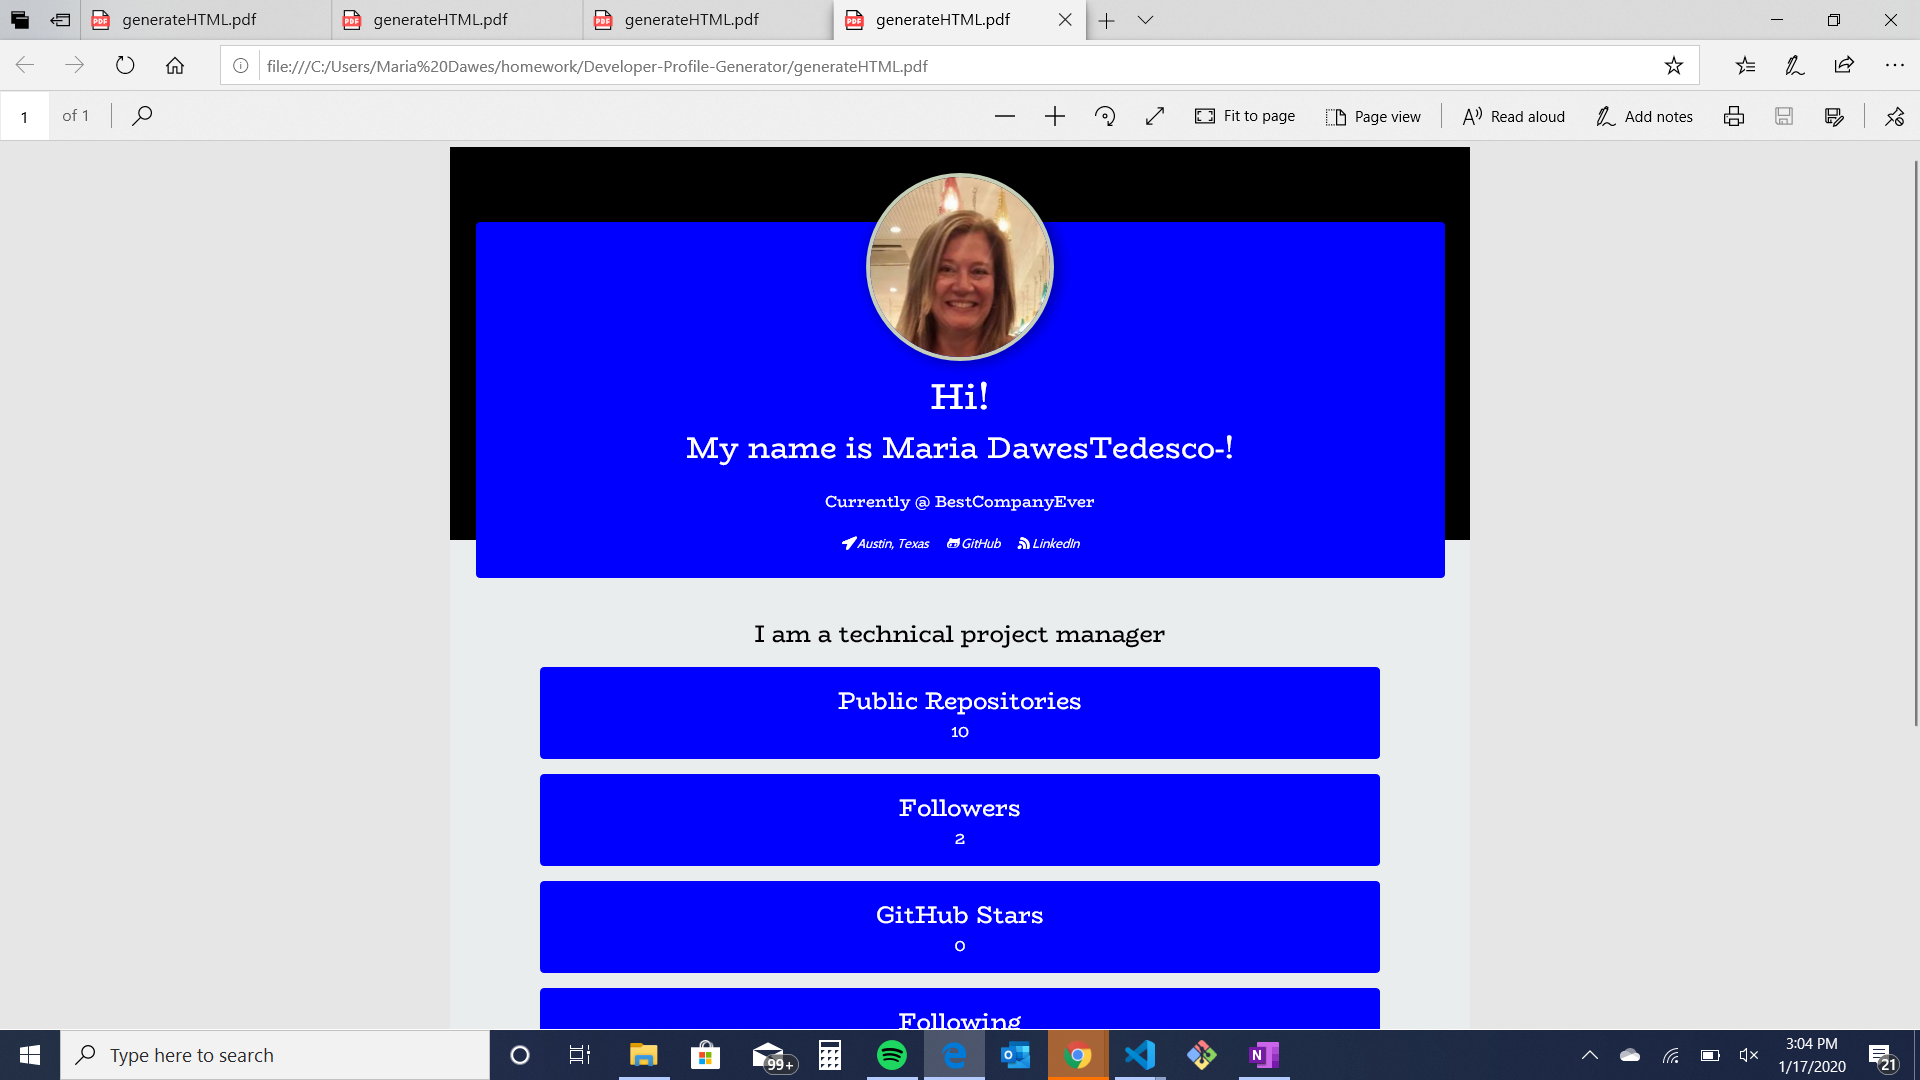 generateHTML.pdf
generateHTML.pdf
generateHTML.pdf
generateHTML.pdf
file:///C:/Users/Maria%20Dawes/homework/Developer-Profile-Generator/generateHTML.pdf
1 of 1 Fit to page Page view Read aloud Add notes
Hi!
My name is Maria DawesTedesco-!
Currently @ BestCompanyEver
Austin, Texas GitHub LinkedIn
I am a technical project manager
Public Repositories
10
Followers
2
GitHub Stars
0
Following
Type here to search
99+
3:04 PM
1/17/2020
21